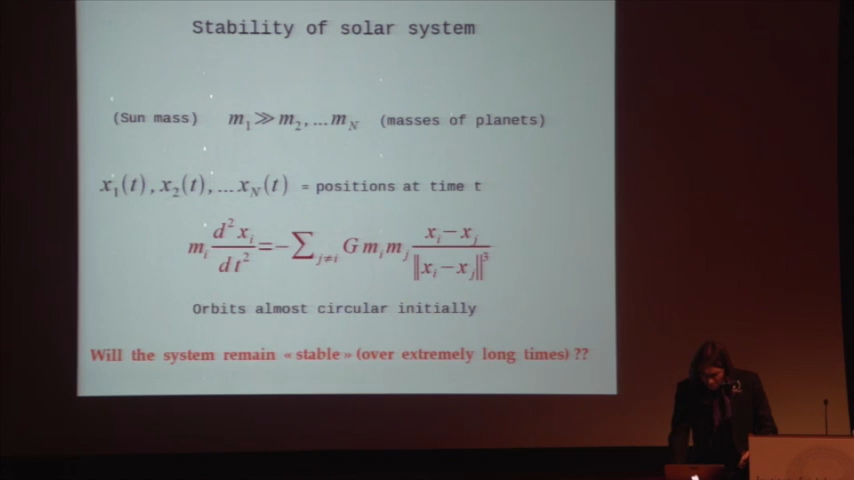 Stability of solar system
(Sun mass) m₁≫m₂,...m_N (masses of planets)
x₁(t),x₂(t),...x_N(t) = positions at time t
m_i d²x_i/dt² = -∑_{j≠i} G m_i m_j (x_i−x_j)/‖x_i−x_j‖³
Orbits almost circular initially
Will the system remain « stable » (over extremely long times) ??